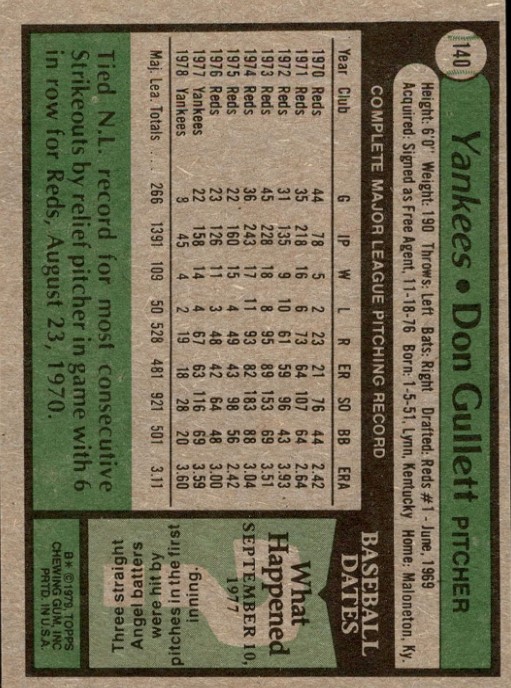 140
Yankees • Don Gullett PITCHER
Height: 6'0" Weight: 190 Throws: Left Bats: Right Drafted: Reds #1 - June, 1969
Acquired: Signed as Free Agent, 11-18-76 Born: 1-5-51, Lynn, Kentucky Home: Maloneton, Ky.
COMPLETE MAJOR LEAGUE PITCHING RECORD
Year Club G IP W L R ER SO BB ERA
1970 Reds 44 78 5 2 23 21 76 44 2.42
1971 Reds 35 218 16 6 73 64 107 64 2.64
1972 Reds 31 135 9 10 61 59 96 43 3.93
1973 Reds 45 228 18 8 95 89 153 69 3.51
1974 Reds 36 243 17 11 93 82 183 88 3.04
1975 Reds 22 160 15 4 49 43 98 56 2.42
1976 Reds 23 126 11 3 48 42 64 48 3.00
1977 Yankees 22 158 14 4 67 63 116 69 3.59
1978 Yankees 8 45 4 2 19 18 28 20 3.60
Maj. Lea. Totals .... 266 1391 109 50 528 481 921 501 3.11
Tied N.L. record for most consecutive
Strikeouts by relief pitcher in game with 6
in row for Reds, August 23, 1970.
BASEBALL
DATES
What
Happened
SEPTEMBER 10,
1977
Three straight
Angel baters
were hit by
pitches in the first
inning.
B* © 1979, TOPPS
CHEWING GUM, INC
PRTD. IN U.S.A.